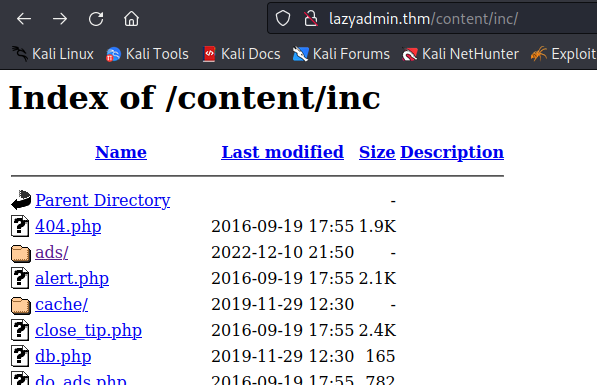 lazyadmin.thm/content/inc/
Kali Linux Kali Tools Kali Docs Kali Forums Kali NetHunter Exploit
Index of /content/inc
Name Last modified Size Description
Parent Directory -
404.php 2016-09-19 17:55 1.9K
ads/ 2022-12-10 21:50 -
alert.php 2016-09-19 17:55 2.1K
cache/ 2019-11-29 12:30 -
close_tip.php 2016-09-19 17:55 2.4K
db.php 2019-11-29 12:30 165
do_ads.php 2016-09-19 17:55 782